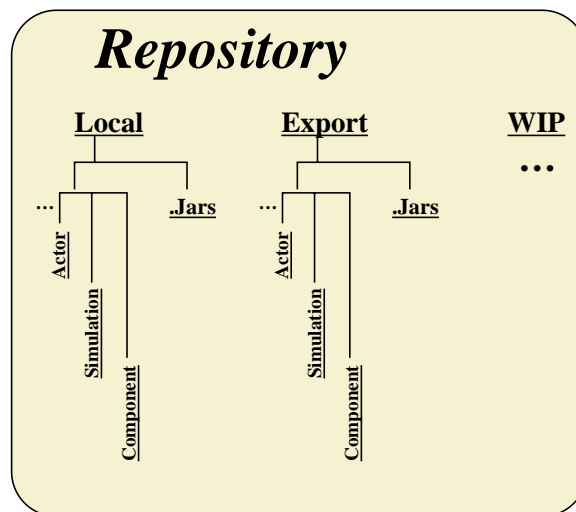 Repository
Local
Export
WIP
...
...
.Jars
...
.Jars
Actor
Actor
Simulation
Simulation
Component
Component